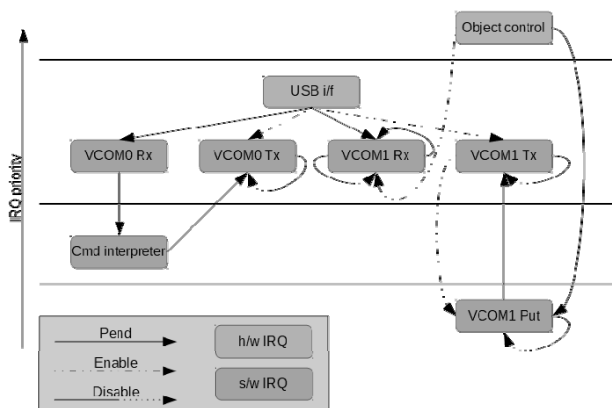 Object control
USB i/f
VCOM0 Rx
VCOM0 Tx
VCOM1 Rx
VCOM1 Tx
IRQ priority
Cmd interpreter
VCOM1 Put
Pend
h/w IRQ
Enable
s/w IRQ
Disable